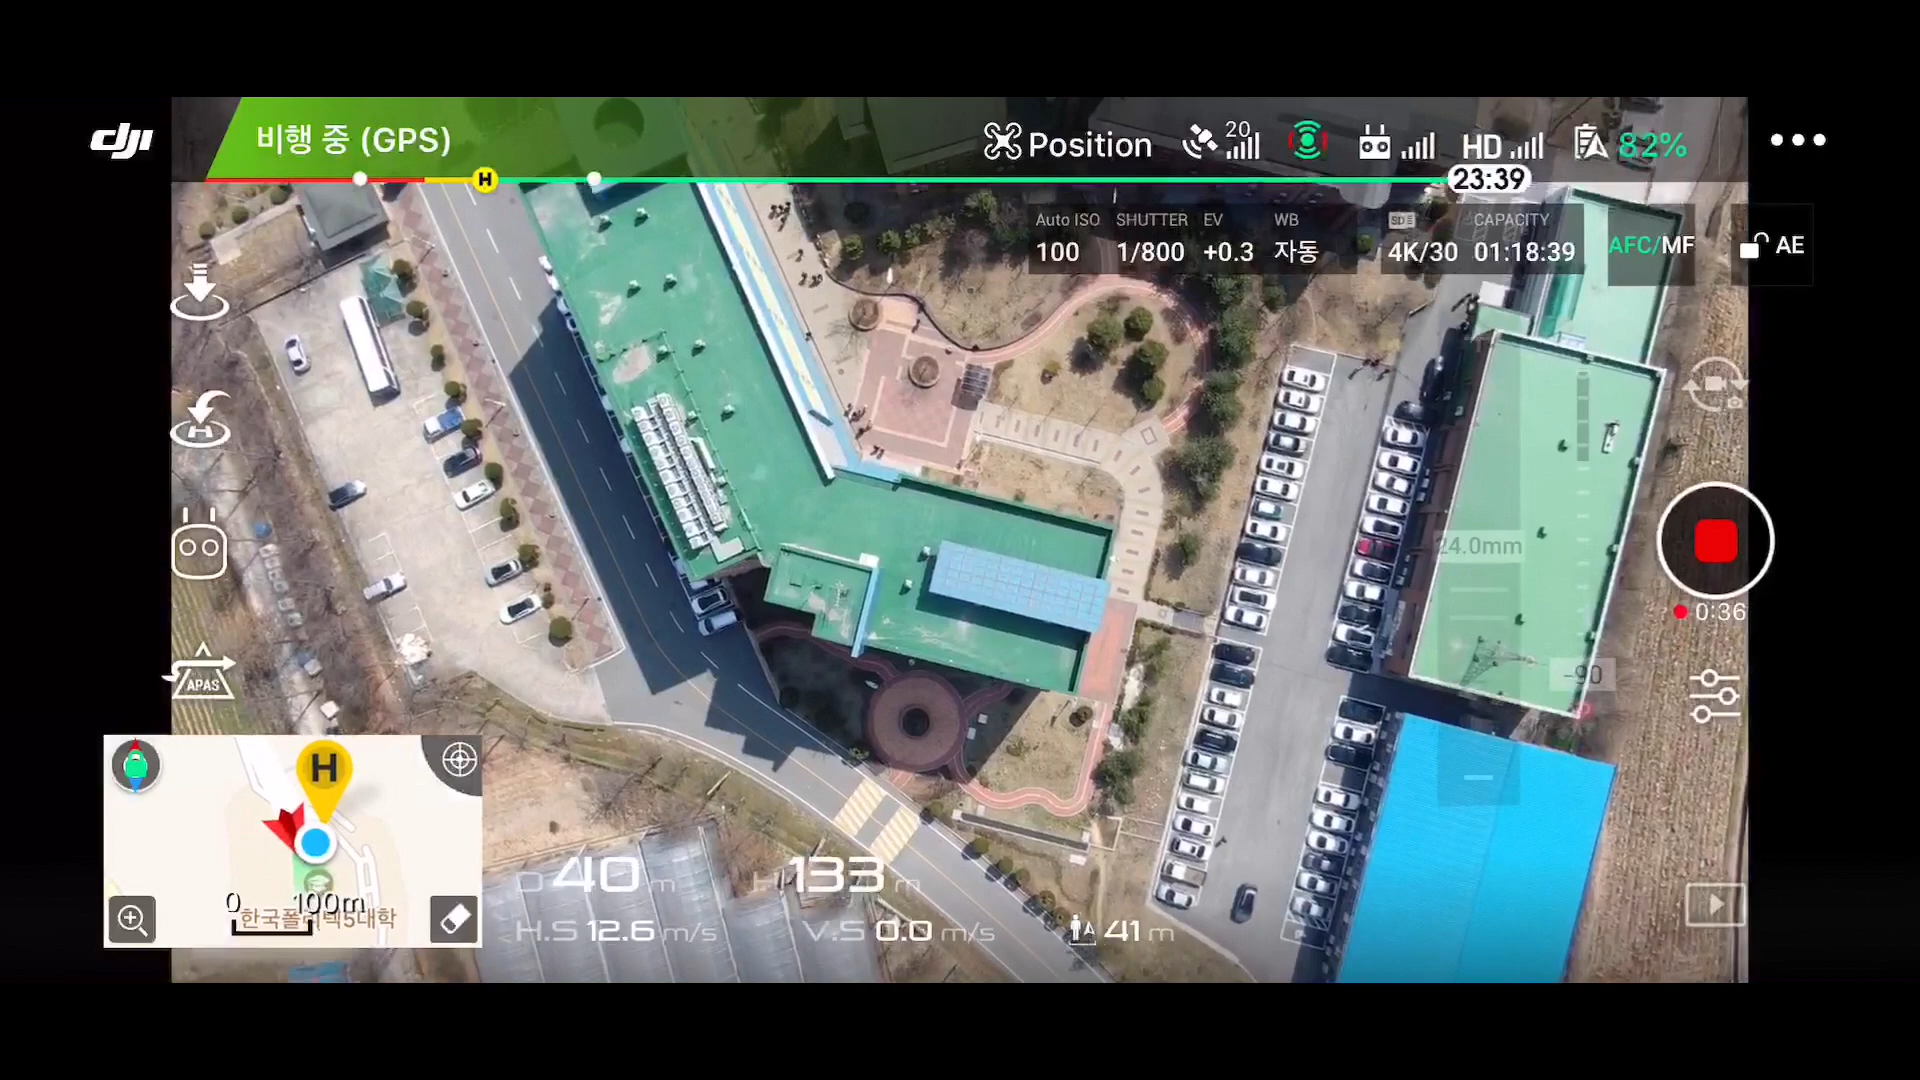 dji
비행 중 (GPS)
Position
20
HD
82%
H
23:39
Auto ISO
100
SHUTTER
1/800
EV
+0.3
WB
자동
SD
4K/30
CAPACITY
01:18:39
AFC/MF
AE
24.0mm
0:36
-90
APAS
H
0 100m
D 40 m
H 133 m
H.S 12.6 m/s
V.S 0.0 m/s
41 m